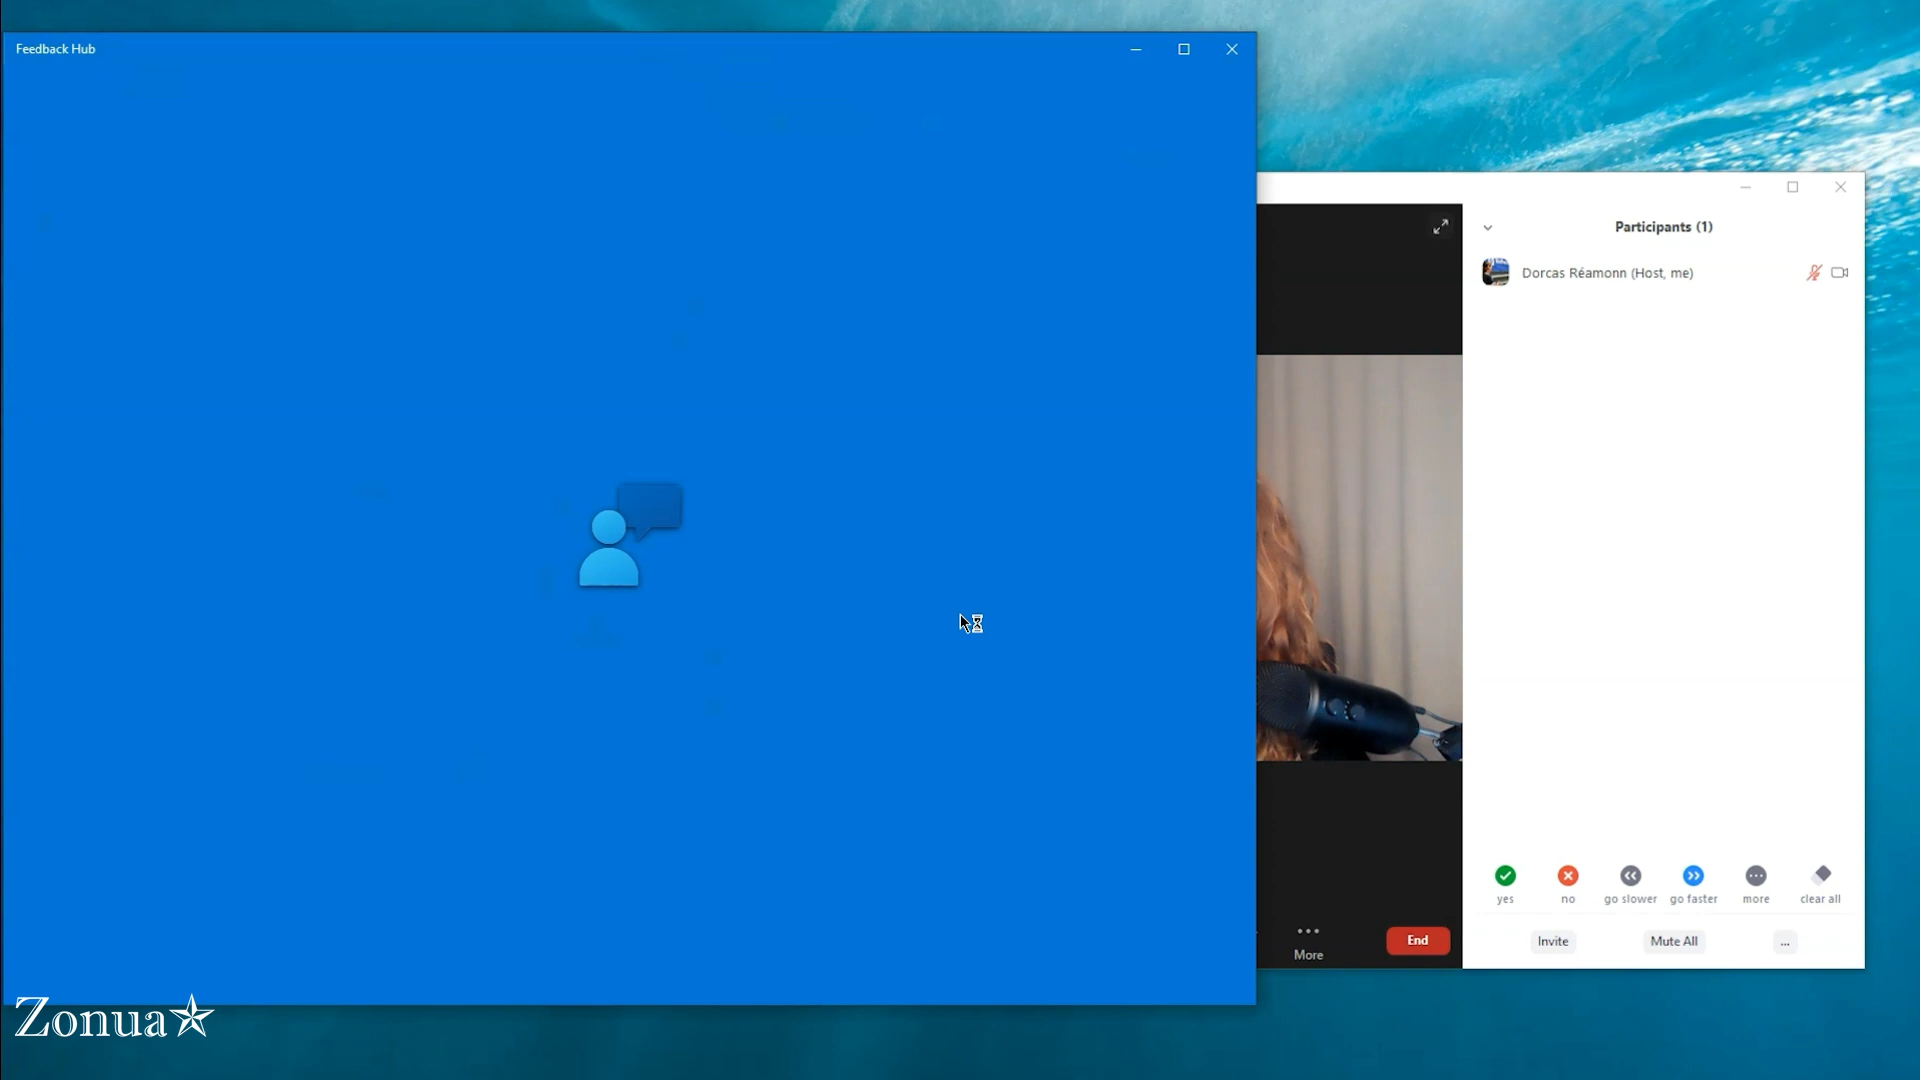 Feedback Hub
Participants (1)
Dorcas Réamonn (Host, me)
yes
no
go slower
go faster
more
clear all
More
End
Invite
Mute All
...
Zonua